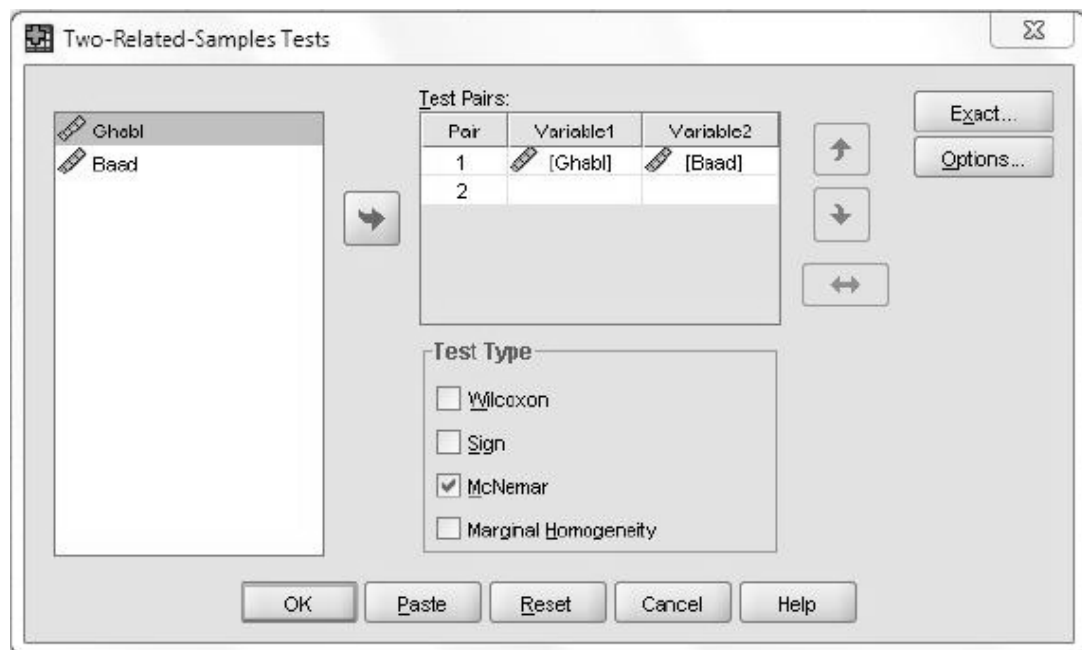 Two-Related-Samples Tests
Ghabl
Baad
Test Pairs:
Pair Variable1 Variable2
1 [Ghabl] [Baad]
2
Exact...
Options...
Test Type
Wilcoxon
Sign
McNemar
Marginal Homogeneity
OK Paste Reset Cancel Help